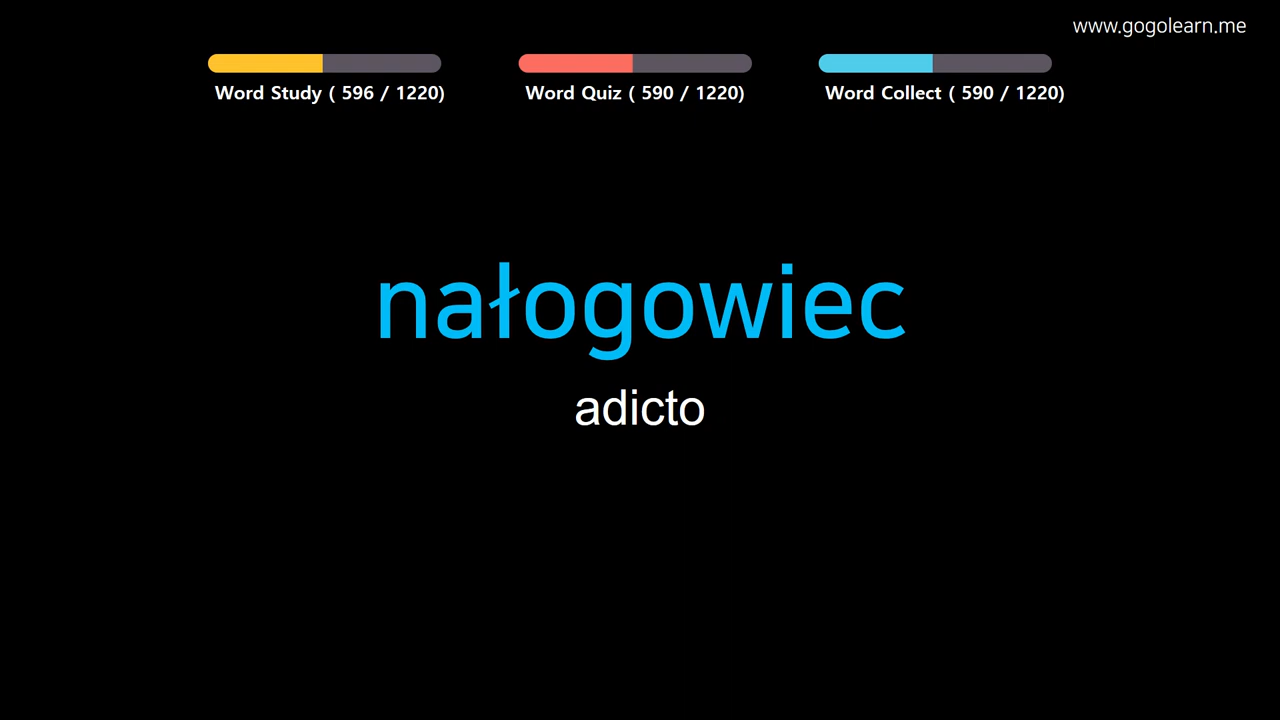 www.gogolearn.me
Word Study ( 596 / 1220)
Word Quiz ( 590 / 1220)
Word Collect ( 590 / 1220)
nałogowiec
adicto